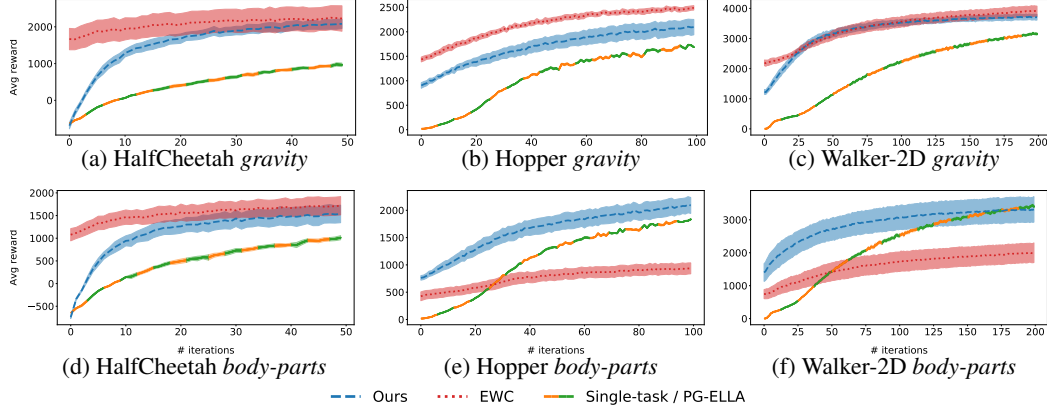 Avg reward
2000
1000
0
0 10 20 30 40 50
(a) HalfCheetah gravity
2500
2000
1500
1000
500
0
0 20 40 60 80 100
(b) Hopper gravity
4000
3000
2000
1000
0
0 25 50 75 100 125 150 175 200
(c) Walker-2D gravity
Avg reward
2000
1500
1000
500
0
−500
0 10 20 30 40 50
# iterations
(d) HalfCheetah body-parts
2000
1500
1000
500
0
0 20 40 60 80 100
# iterations
(e) Hopper body-parts
3000
2000
1000
0
0 25 50 75 100 125 150 175 200
# iterations
(f) Walker-2D body-parts
Ours EWC Single-task / PG-ELLA